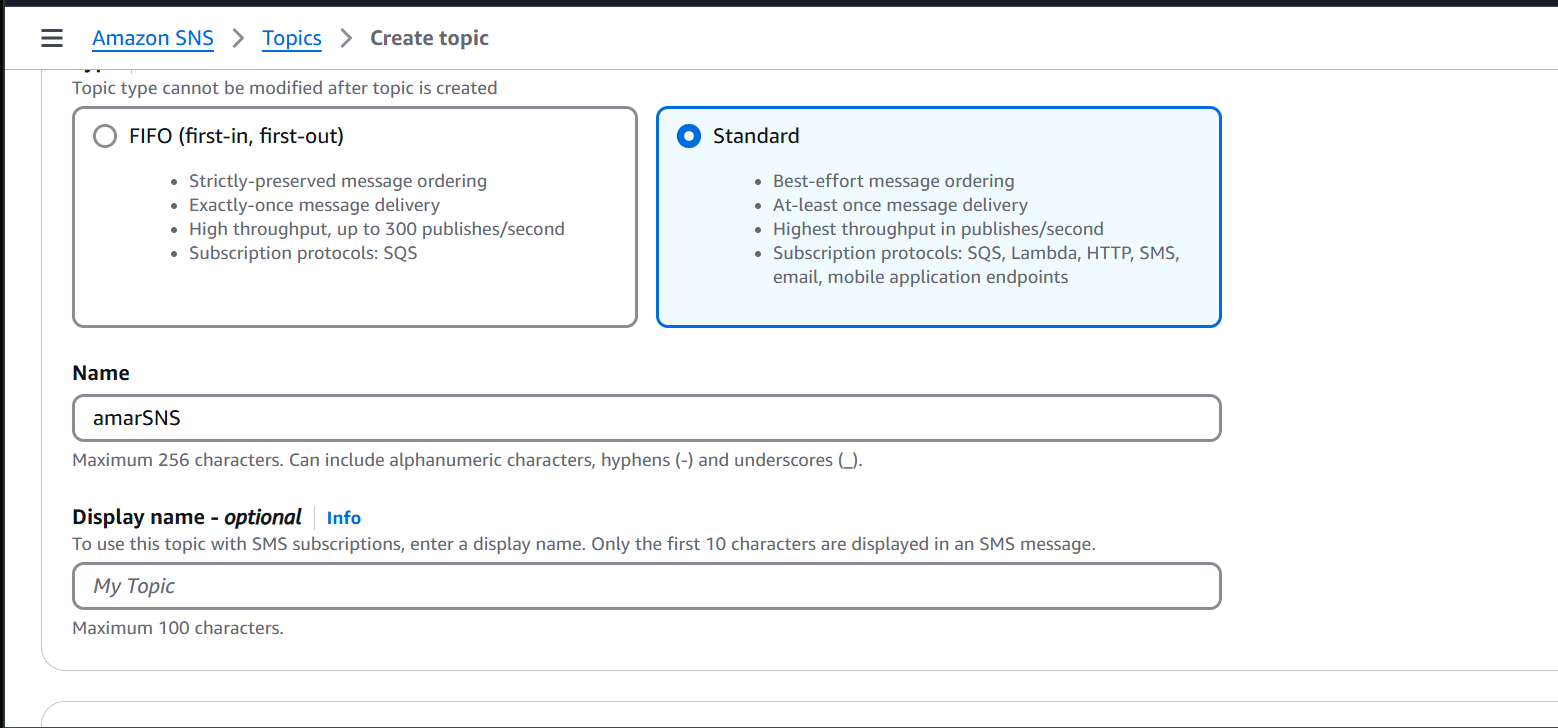 Amazon SNS > Topics > Create topic
Topic type cannot be modified after topic is created
FIFO (first-in, first-out)
• Strictly-preserved message ordering
• Exactly-once message delivery
• High throughput, up to 300 publishes/second
• Subscription protocols: SQS
Standard
• Best-effort message ordering
• At-least once message delivery
• Highest throughput in publishes/second
• Subscription protocols: SQS, Lambda, HTTP, SMS,
email, mobile application endpoints
Name
amarSNS
Maximum 256 characters. Can include alphanumeric characters, hyphens (-) and underscores (_).
Display name - optional | Info
To use this topic with SMS subscriptions, enter a display name. Only the first 10 characters are displayed in an SMS message.
My Topic
Maximum 100 characters.